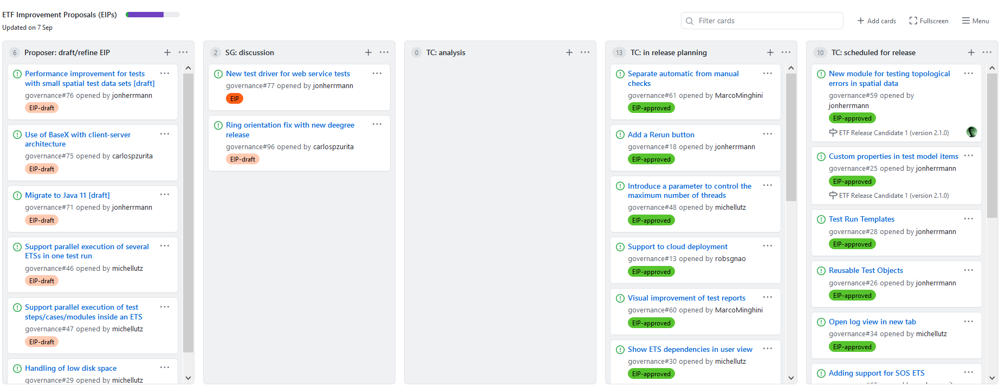 ETF Improvement Proposals (EIPs)
Updated on 7 Sep
Filter cards
Add cards
Fullscreen
Menu
6 Proposer: draft/refine EIP
Performance improvement for tests
with small spatial test data sets [draft]
governance#76 opened by jonherrmann
EIP-draft
Use of BaseX with client-server
architecture
governance#75 opened by carlospzurita
EIP-draft
Migrate to Java 11 [draft]
governance#71 opened by jonherrmann
EIP-draft
Support parallel execution of several
ETSs in one test run
governance#46 opened by michellutz
EIP-draft
Support parallel execution of test
steps/cases/modules inside an ETS
governance#47 opened by michellutz
EIP-draft
Handling of low disk space
governance#29 opened by michellutz
2 SG: discussion
New test driver for web service tests
governance#77 opened by jonherrmann
EIP
Ring orientation fix with new deegree
release
governance#96 opened by carlospzurita
EIP-draft
0 TC: analysis
13 TC: in release planning
Separate automatic from manual
checks
governance#61 opened by MarcoMinghini
EIP-approved
Add a Rerun button
governance#18 opened by jonherrmann
EIP-approved
Introduce a parameter to control the
maximum number of threads
governance#48 opened by michellutz
EIP-approved
Support to cloud deployment
governance#13 opened by robsgnao
EIP-approved
Visual improvement of test reports
governance#60 opened by MarcoMinghini
EIP-approved
Show ETS dependencies in user view
governance#30 opened by michellutz
EIP-approved
10 TC: scheduled for release
New module for testing topological
errors in spatial data
governance#59 opened by
jonherrmann
EIP-approved
ETF Release Candidate 1 (version 2.1.0)
Custom properties in test model items
governance#25 opened by jonherrmann
EIP-approved
ETF Release Candidate 1 (version 2.1.0)
Test Run Templates
governance#28 opened by jonherrmann
EIP-approved
Reusable Test Objects
governance#26 opened by jonherrmann
EIP-approved
Open log view in new tab
governance#34 opened by michellutz
EIP-approved
Adding support for SOS ETS